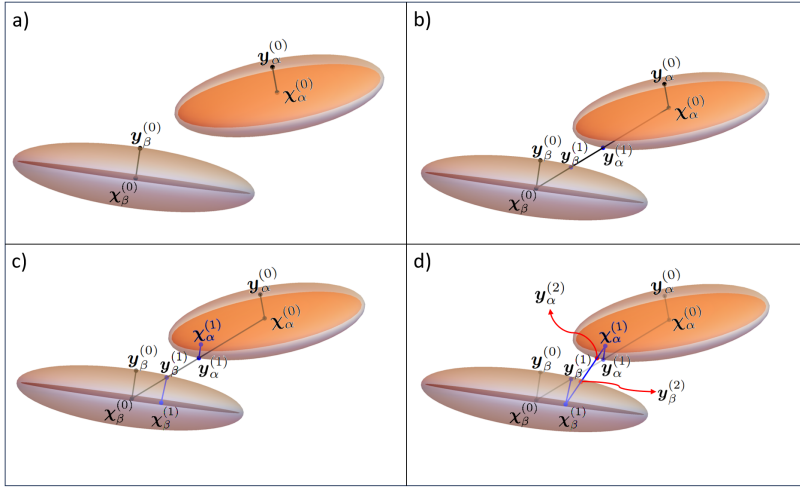 a)
y_α^(0)
χ_α^(0)
y_β^(0)
χ_β^(0)
b)
y_α^(0)
χ_α^(0)
y_β^(0)
y_β^(1)
y_α^(1)
χ_β^(0)
c)
y_α^(0)
χ_α^(1)
χ_α^(0)
y_β^(0)
y_β^(1)
y_α^(1)
χ_β^(0)
χ_β^(1)
d)
y_α^(0)
y_α^(2)
χ_α^(1)
χ_α^(0)
y_β^(0)
y_β^(1)
y_α^(1)
y_β^(2)
χ_β^(0)
χ_β^(1)